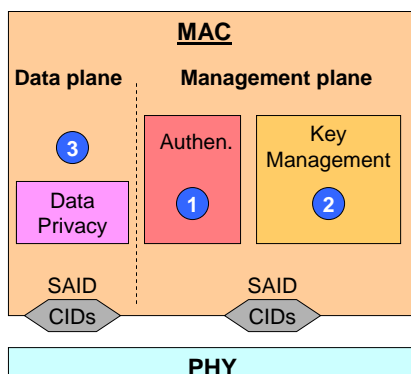 MAC
Data plane
Management plane
3
Authen.
Key
Management
1
2
Data
Privacy
SAID
SAID
CIDs
CIDs
PHY